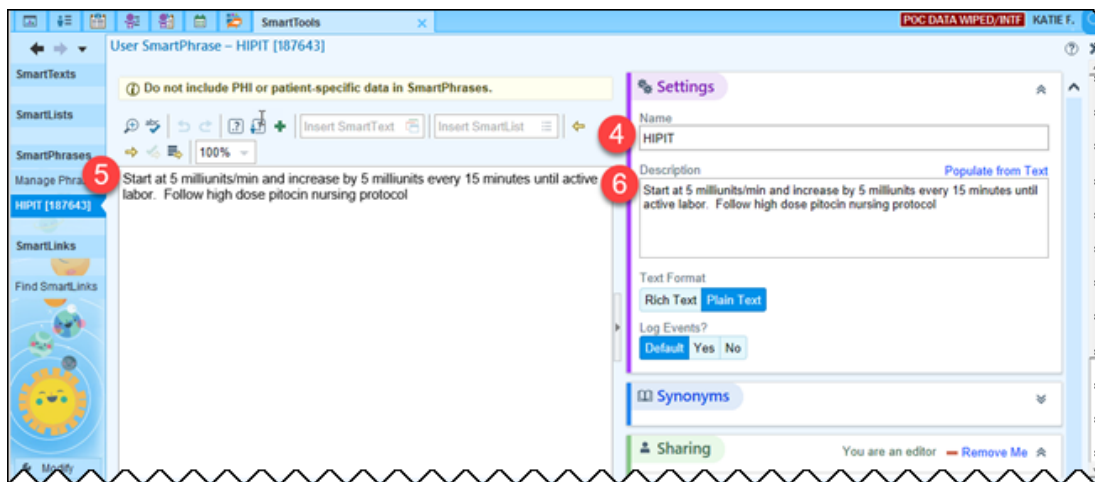 SmartTools
POC DATA WIPED/INTF KATIE F.
User SmartPhrase – HIPIT [187643]
SmartTexts
SmartLists
SmartPhrases
Manage Phra
HIPIT [187643]
SmartLinks
Find SmartLinks
Modify
Do not include PHI or patient-specific data in SmartPhrases.
Insert SmartText
Insert SmartList
100%
5
Start at 5 milliunits/min and increase by 5 milliunits every 15 minutes until active
labor. Follow high dose pitocin nursing protocol
Settings
4
Name
HIPIT
6
Description Populate from Text
Start at 5 milliunits/min and increase by 5 milliunits every 15 minutes until
active labor. Follow high dose pitocin nursing protocol
Text Format
Rich Text Plain Text
Log Events?
Default Yes No
Synonyms
Sharing You are an editor Remove Me